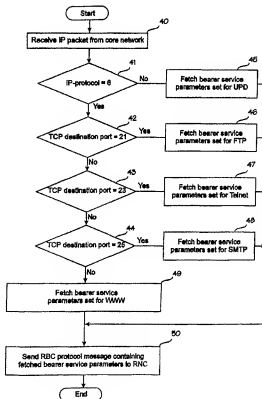 Start
40
Receive IP packet from core network
41
IP-protocol = 6
No
45
Fetch bearer service
parameters set for UPD
Yes
42
TCP destination port = 21
Yes
46
Fetch bearer service
parameters set for FTP
No
43
TCP destination port = 23
Yes
47
Fetch bearer service
parameters set for Telnet
No
44
TCP destination port = 25
Yes
48
Fetch bearer service
parameters set for SMTP
No
49
Fetch bearer service
parameters set for WWW
50
Send RBC protocol message containing
fetched bearer service parameters to RNC
End